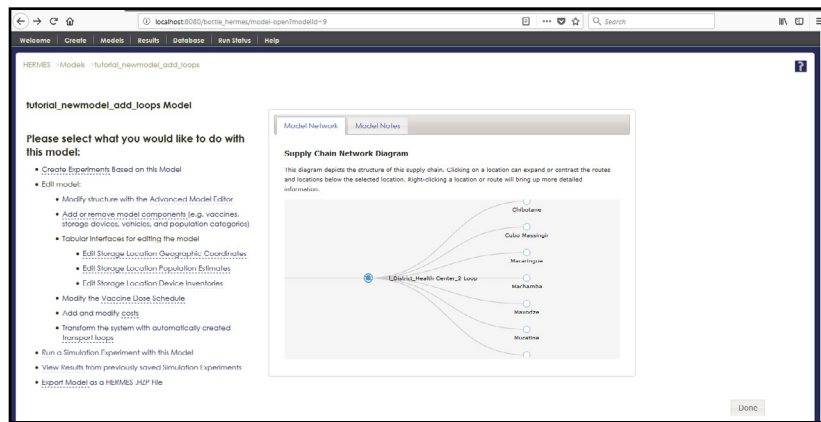 localhost:8080/bottle_hermes/model-open?modelId=9
Search
Welcome Create Models Results Database Run Status Help
HERMES >Models >tutorial_newmodel_add_loops
?
tutorial_newmodel_add_loops Model
Please select what you would like to do with
this model:
• Create Experiments Based on this Model
• Edit model:
• Modify structure with the Advanced Model Editor
• Add or remove model components (e.g. vaccines,
storage devices, vehicles, and population categories)
• Tabular interfaces for editing the model
• Edit Storage Location Geographic Coordinates
• Edit Storage Location Population Estimates
• Edit Storage Location Device Inventories
• Modify the Vaccine Dose Schedule
• Add and modify costs
• Transform the system with automatically created
transport loops
• Run a Simulation Experiment with this Model
• View Results from previously saved Simulation Experiments
• Export Model as a HERMES .HZP File
Model Network Model Notes
Supply Chain Network Diagram
This diagram depicts the structure of this supply chain. Clicking on a location can expand or contract the routes
and locations below the selected location. Right-clicking a location or route will bring up more detailed
information.
Chibotane
Cubo Massingir
Macaringue
l_District_Health Center_2 Loop
Machamba
Mavodze
Muratine
Done